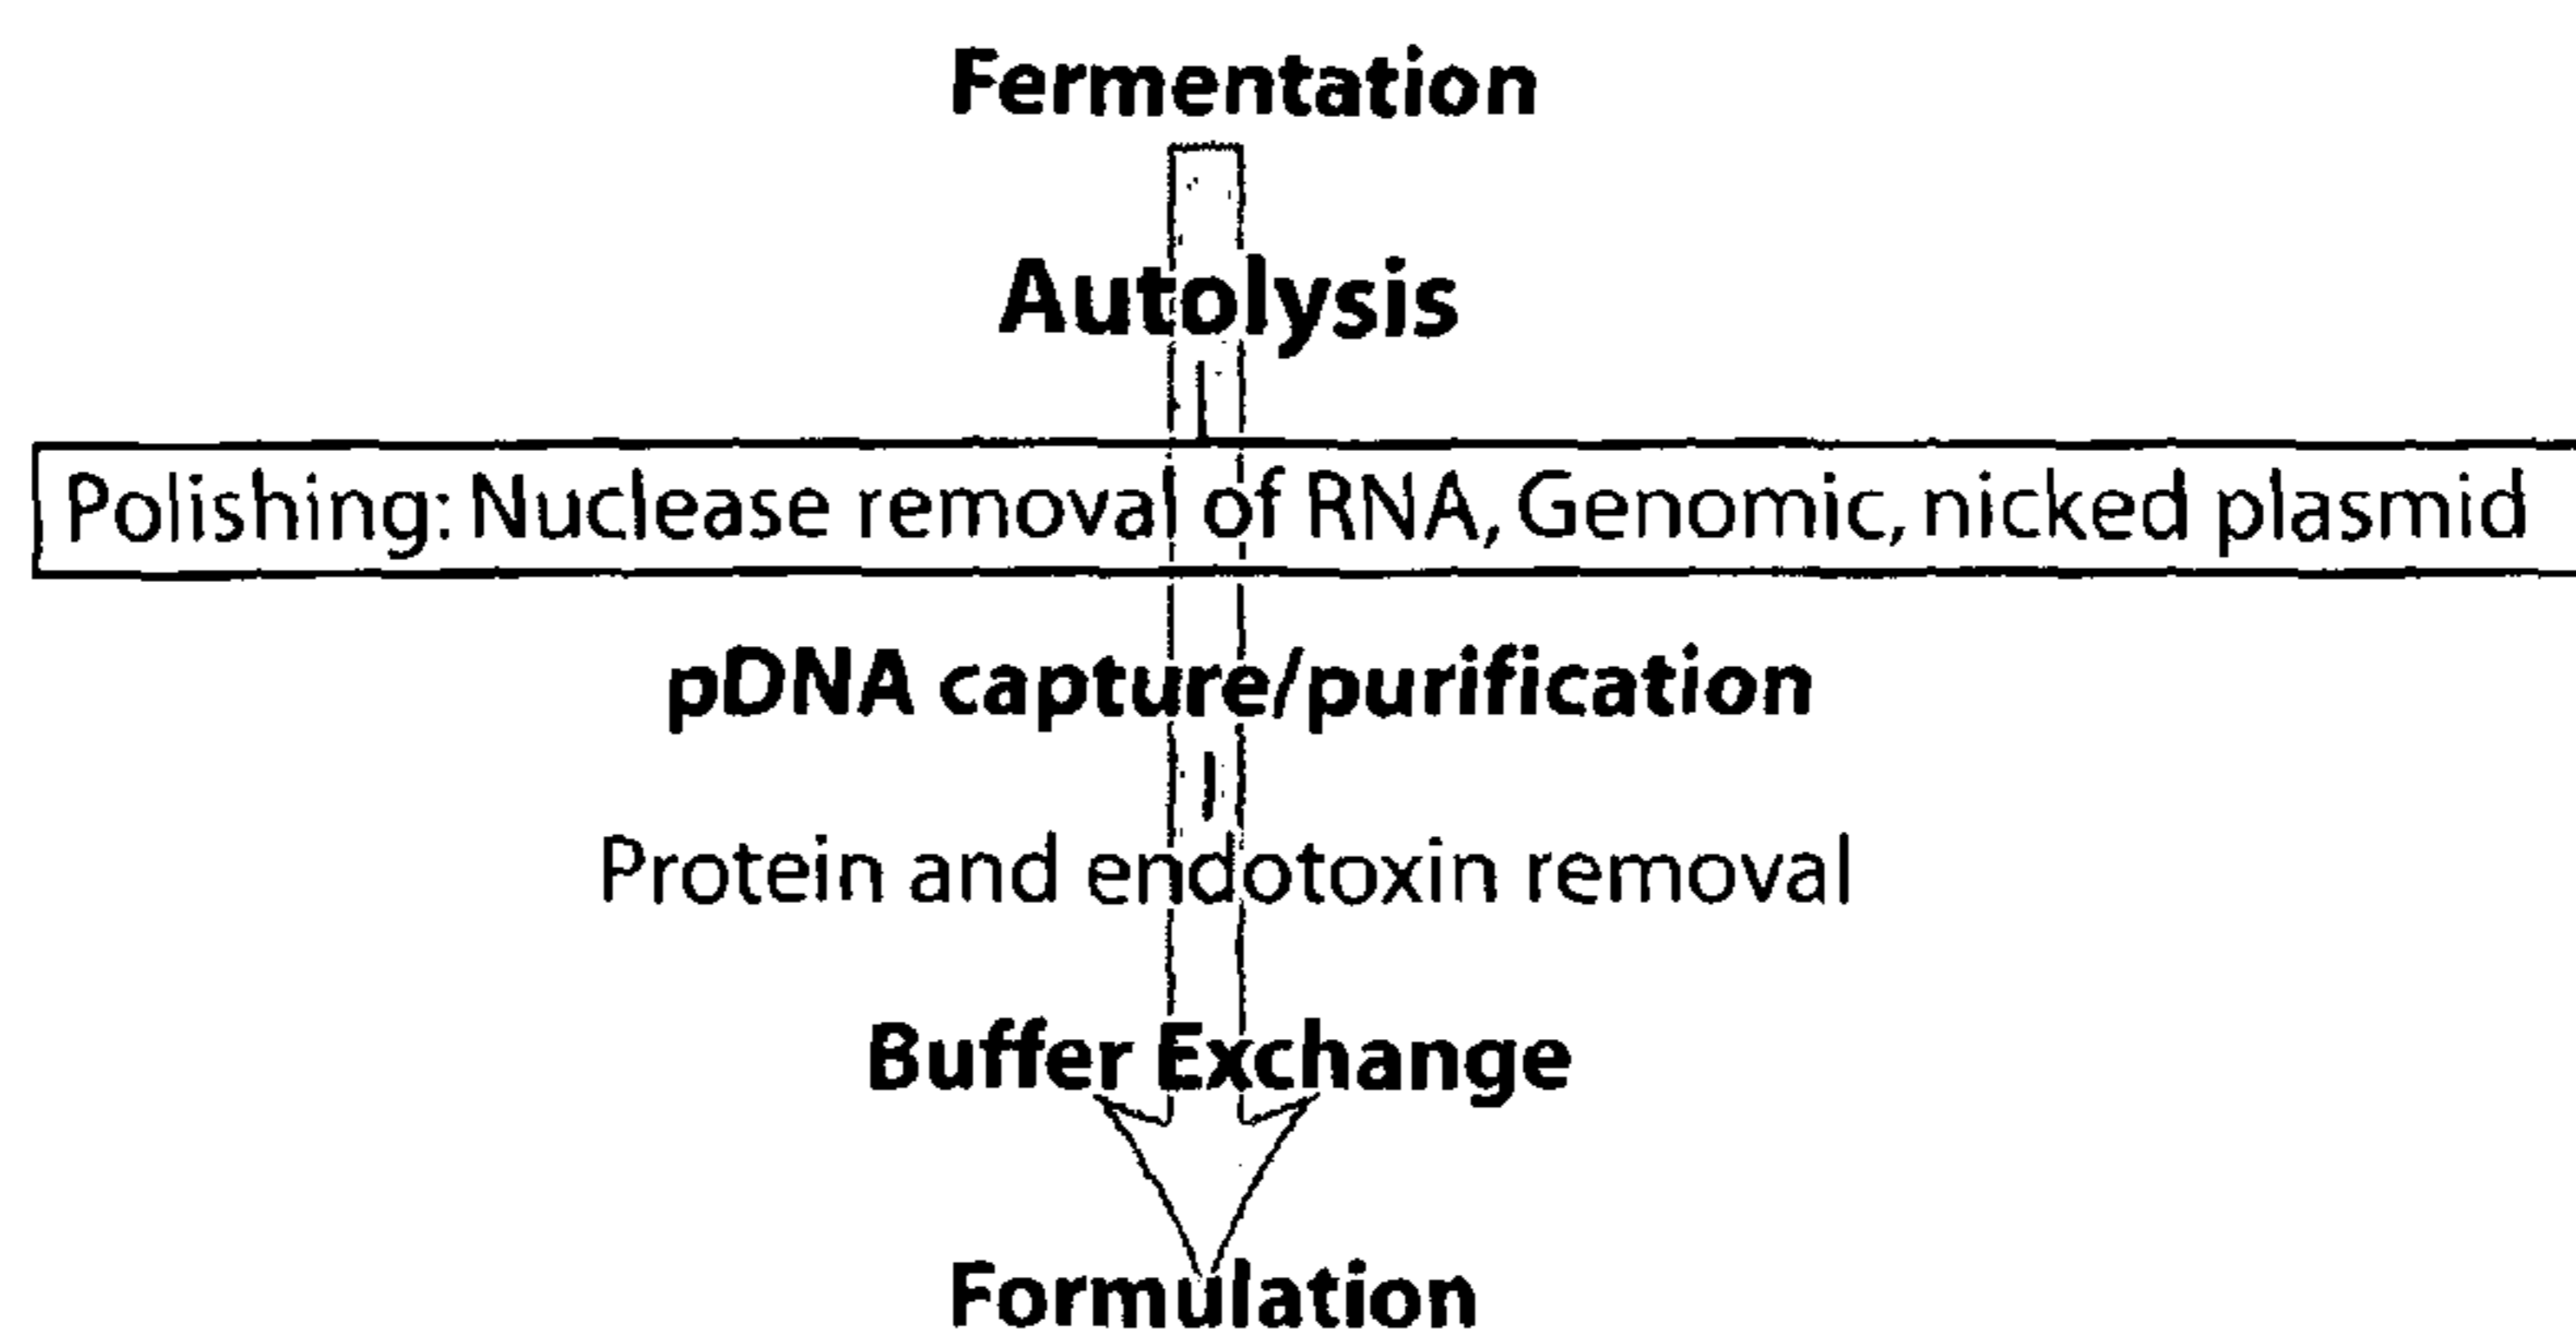 Fermentation
Autolysis
Polishing: Nuclease removal of RNA, Genomic, nicked plasmid
pDNA capture/purification
Protein and endotoxin removal
Buffer Exchange
Formulation